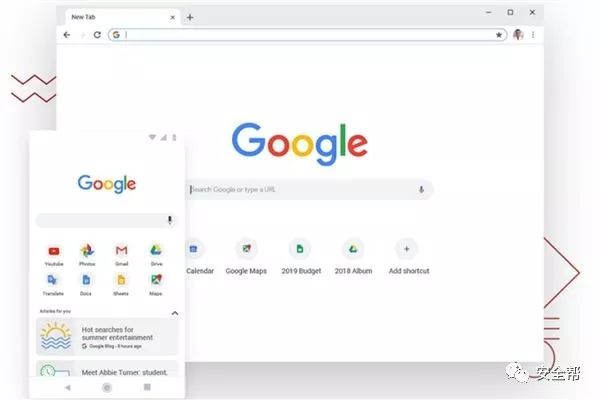 New Tab
Google
Search Google or type a URL
Calendar
Google Maps
2019 Budget
2018 Album
Add shortcut
Google
Youtube
Photos
Gmail
Drive
Translate
Docs
Sheets
Maps
Articles for you
Hot searches for
summer entertainment
Google Blog - 8 hours ago
Meet Abbie Turner: student,
安全帮